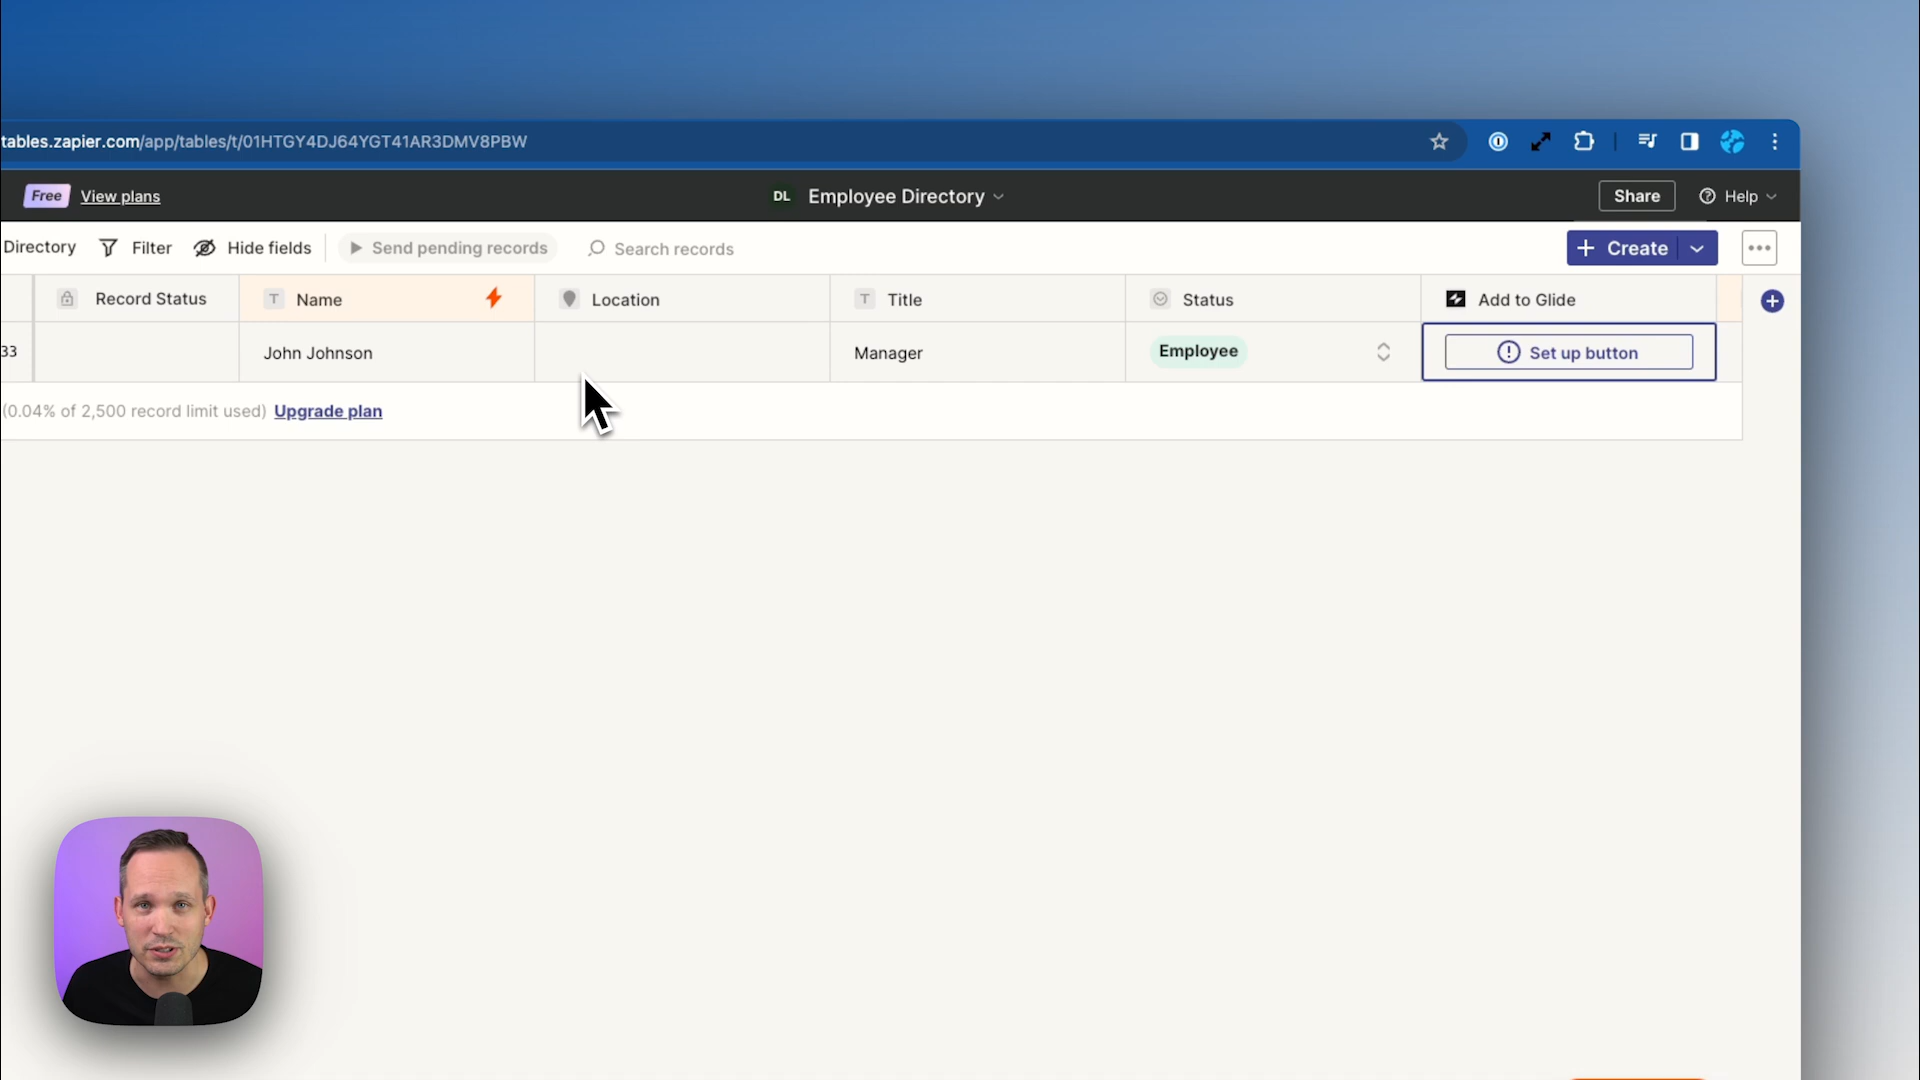 tables.zapier.com/app/tables/t/01HTGY4DJ64YGT41AR3DMV8PBW
Free View plans DL Employee Directory Share Help
Directory Filter Hide fields Send pending records Search records + Create
Record Status T Name Location T Title Status Add to Glide
33 John Johnson Manager Employee Set up button
(0.04% of 2,500 record limit used) Upgrade plan